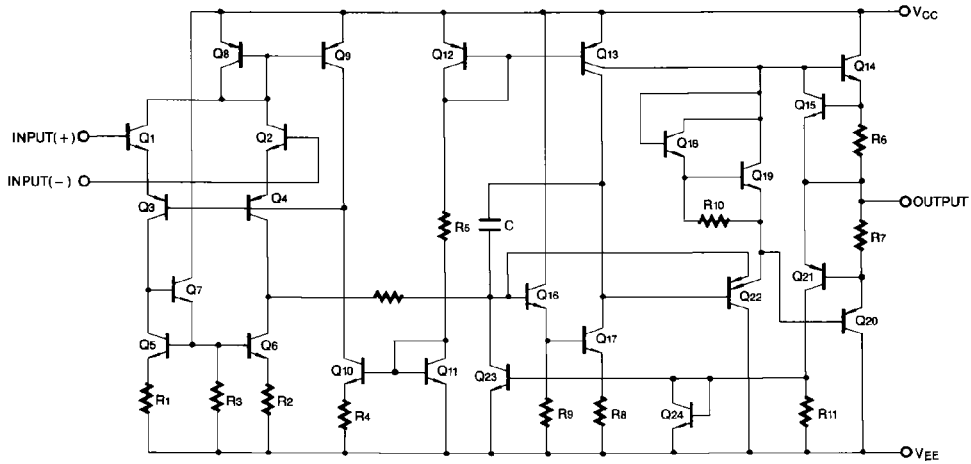 VCC
Q8
Q9
Q12
Q13
Q14
Q15
INPUT(+)
Q1
Q2
Q18
R6
INPUT(−)
Q3
Q4
Q19
OUTPUT
R10
R5
C
R7
Q7
Q21
Q16
Q22
Q20
Q5
Q6
Q17
Q10
Q11
Q23
R1
R3
R2
R4
R9
R8
Q24
R11
VEE